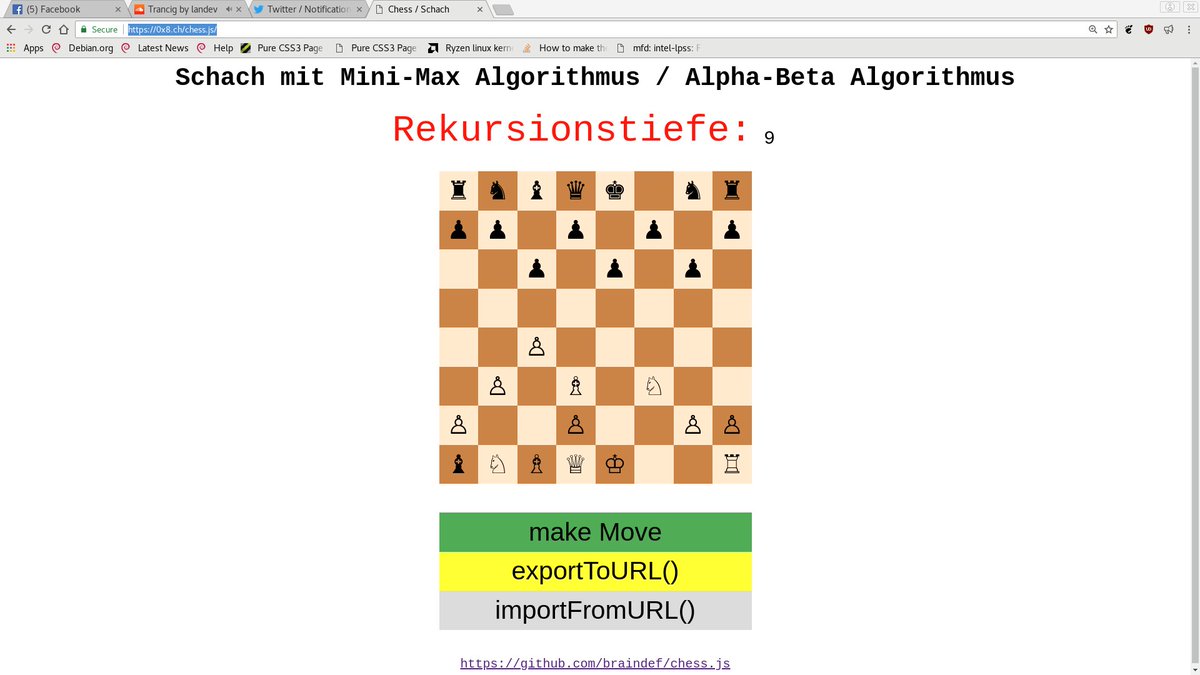 (5) Facebook
Trancig by landev
Twitter / Notification
Chess / Schach
Secure
https://0x8.ch/chess.js/
Apps
Debian.org
Latest News
Help
Pure CSS3 Page
Pure CSS3 Page
Ryzen linux kern
How to make th
mfd: intel-lpss: F
Schach mit Mini-Max Algorithmus / Alpha-Beta Algorithmus
Rekursionstiefe: 9
make Move
exportToURL()
importFromURL()
https://github.com/braindef/chess.js